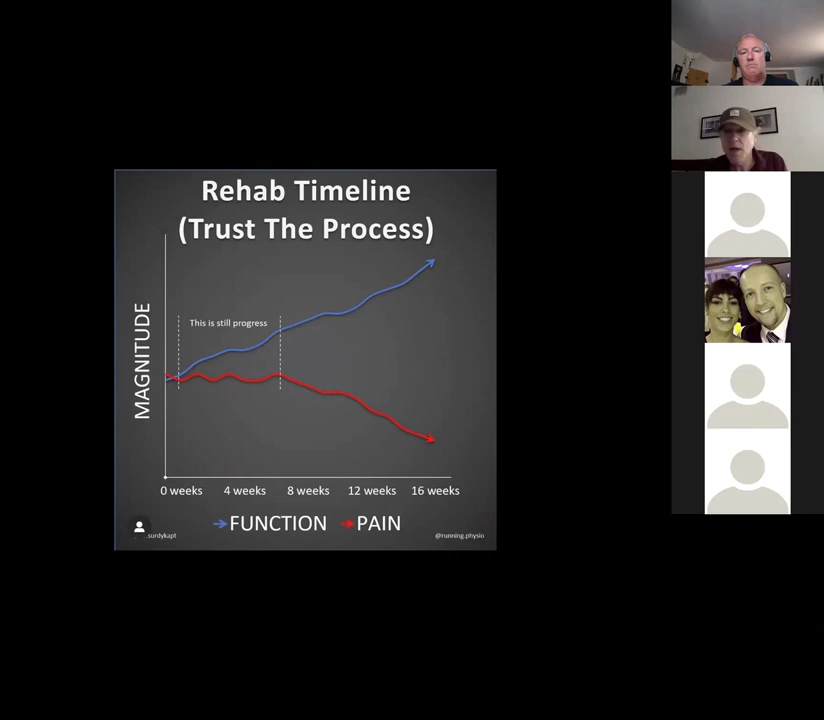 Rehab Timeline
(Trust The Process)
This is still progress
MAGNITUDE
0 weeks 4 weeks 8 weeks 12 weeks 16 weeks
FUNCTION PAIN
.surdykapt @running.physio